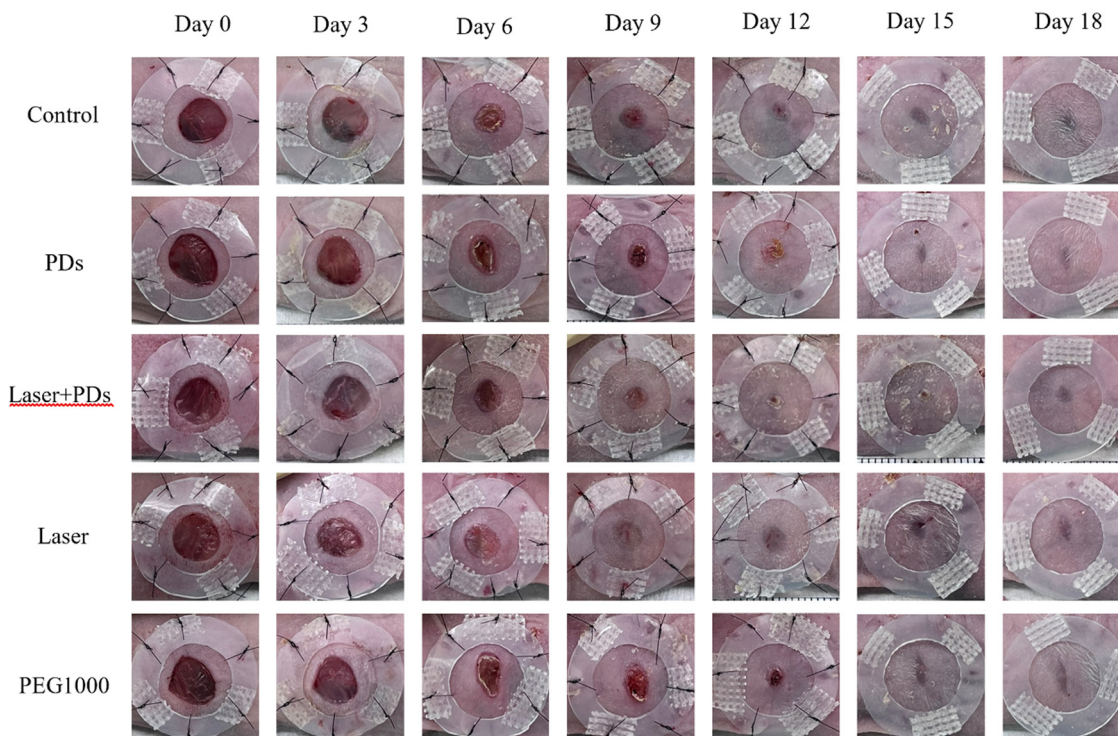 Day 0 Day 3 Day 6 Day 9 Day 12 Day 15 Day 18
Control
PDs
Laser+PDs
Laser
PEG1000